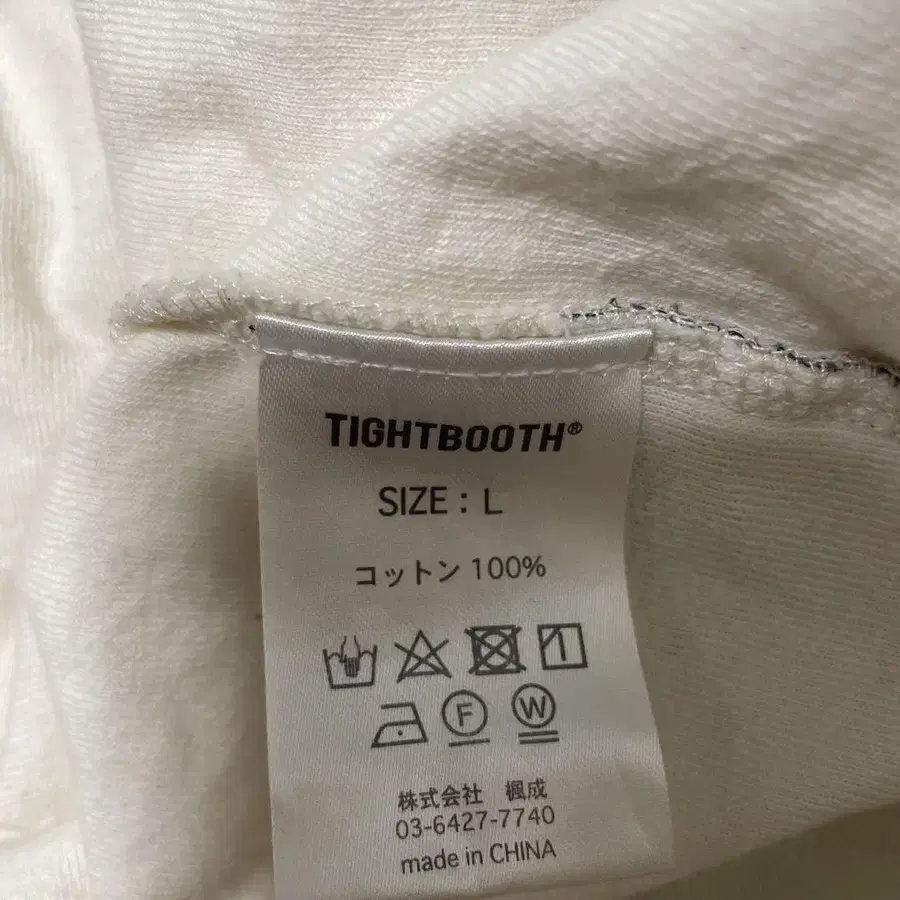 TIGHTBOOTH®
SIZE : L
コットン 100%
F W
株式会社 楓成
03-6427-7740
made in CHINA